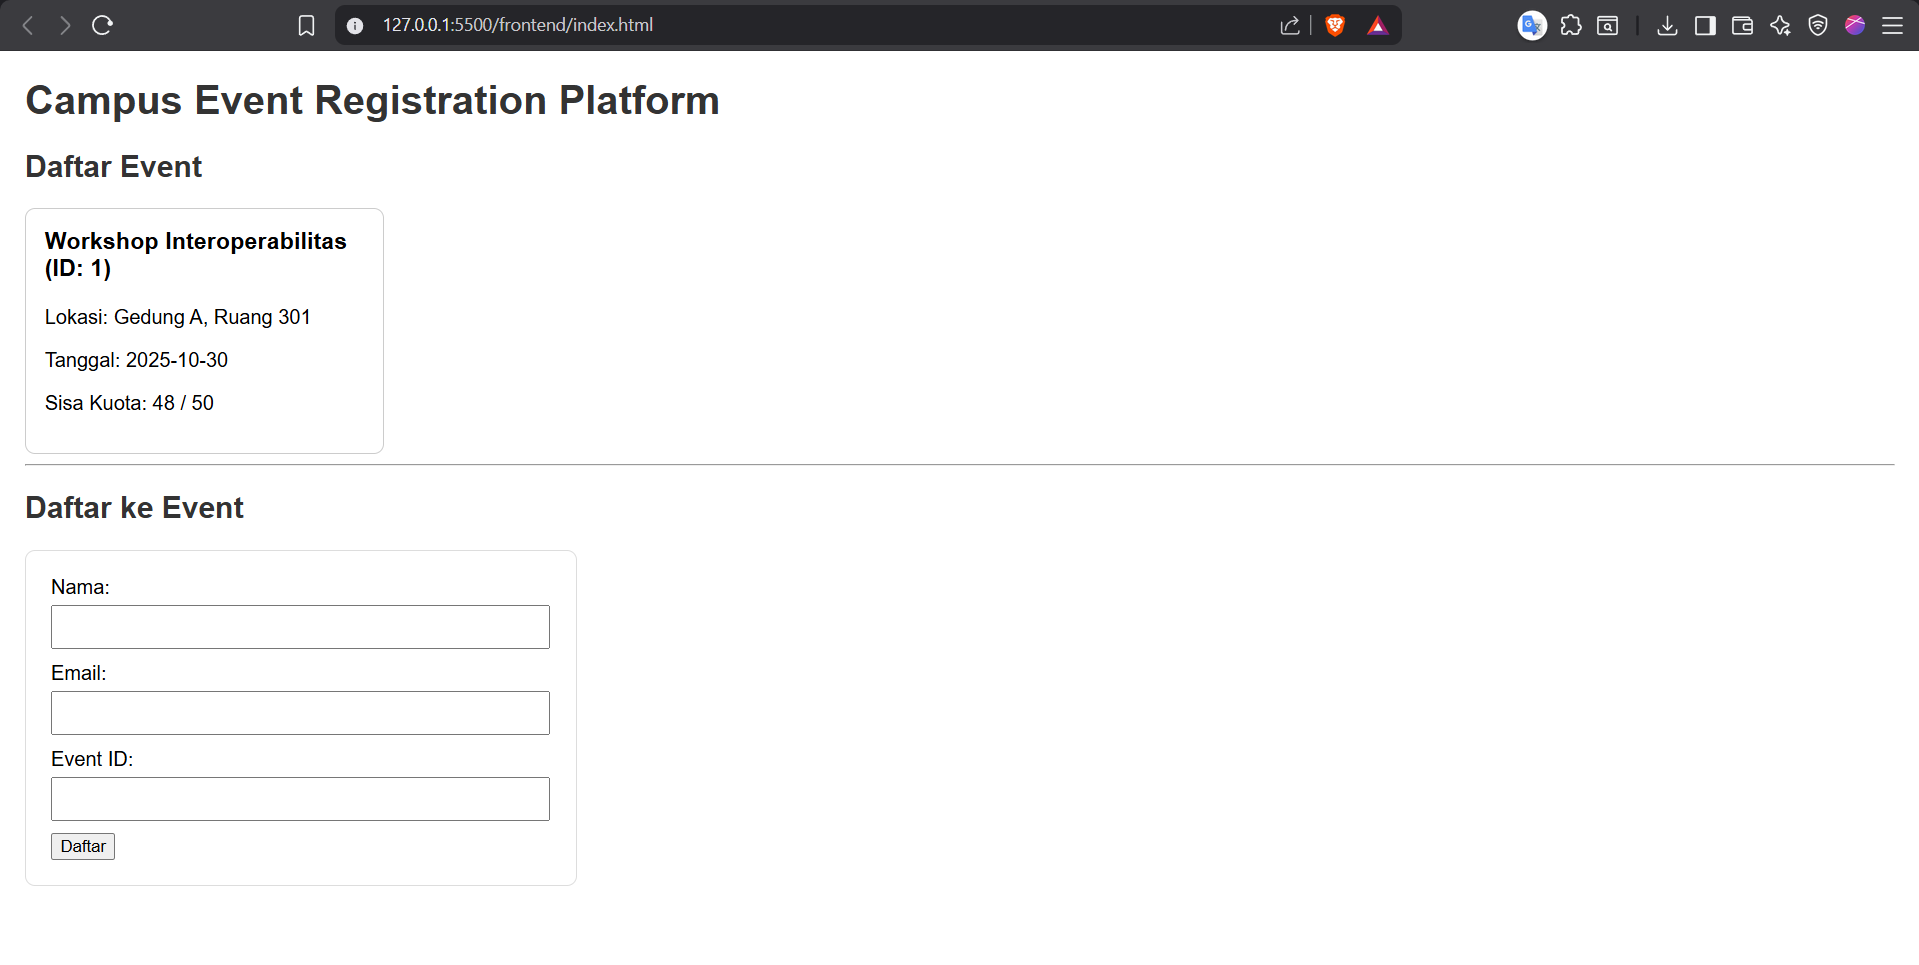 127.0.0.1:5500/frontend/index.html
Campus Event Registration Platform
Daftar Event
Workshop Interoperabilitas
(ID: 1)
Lokasi: Gedung A, Ruang 301
Tanggal: 2025-10-30
Sisa Kuota: 48 / 50
Daftar ke Event
Nama:
Email:
Event ID:
Daftar